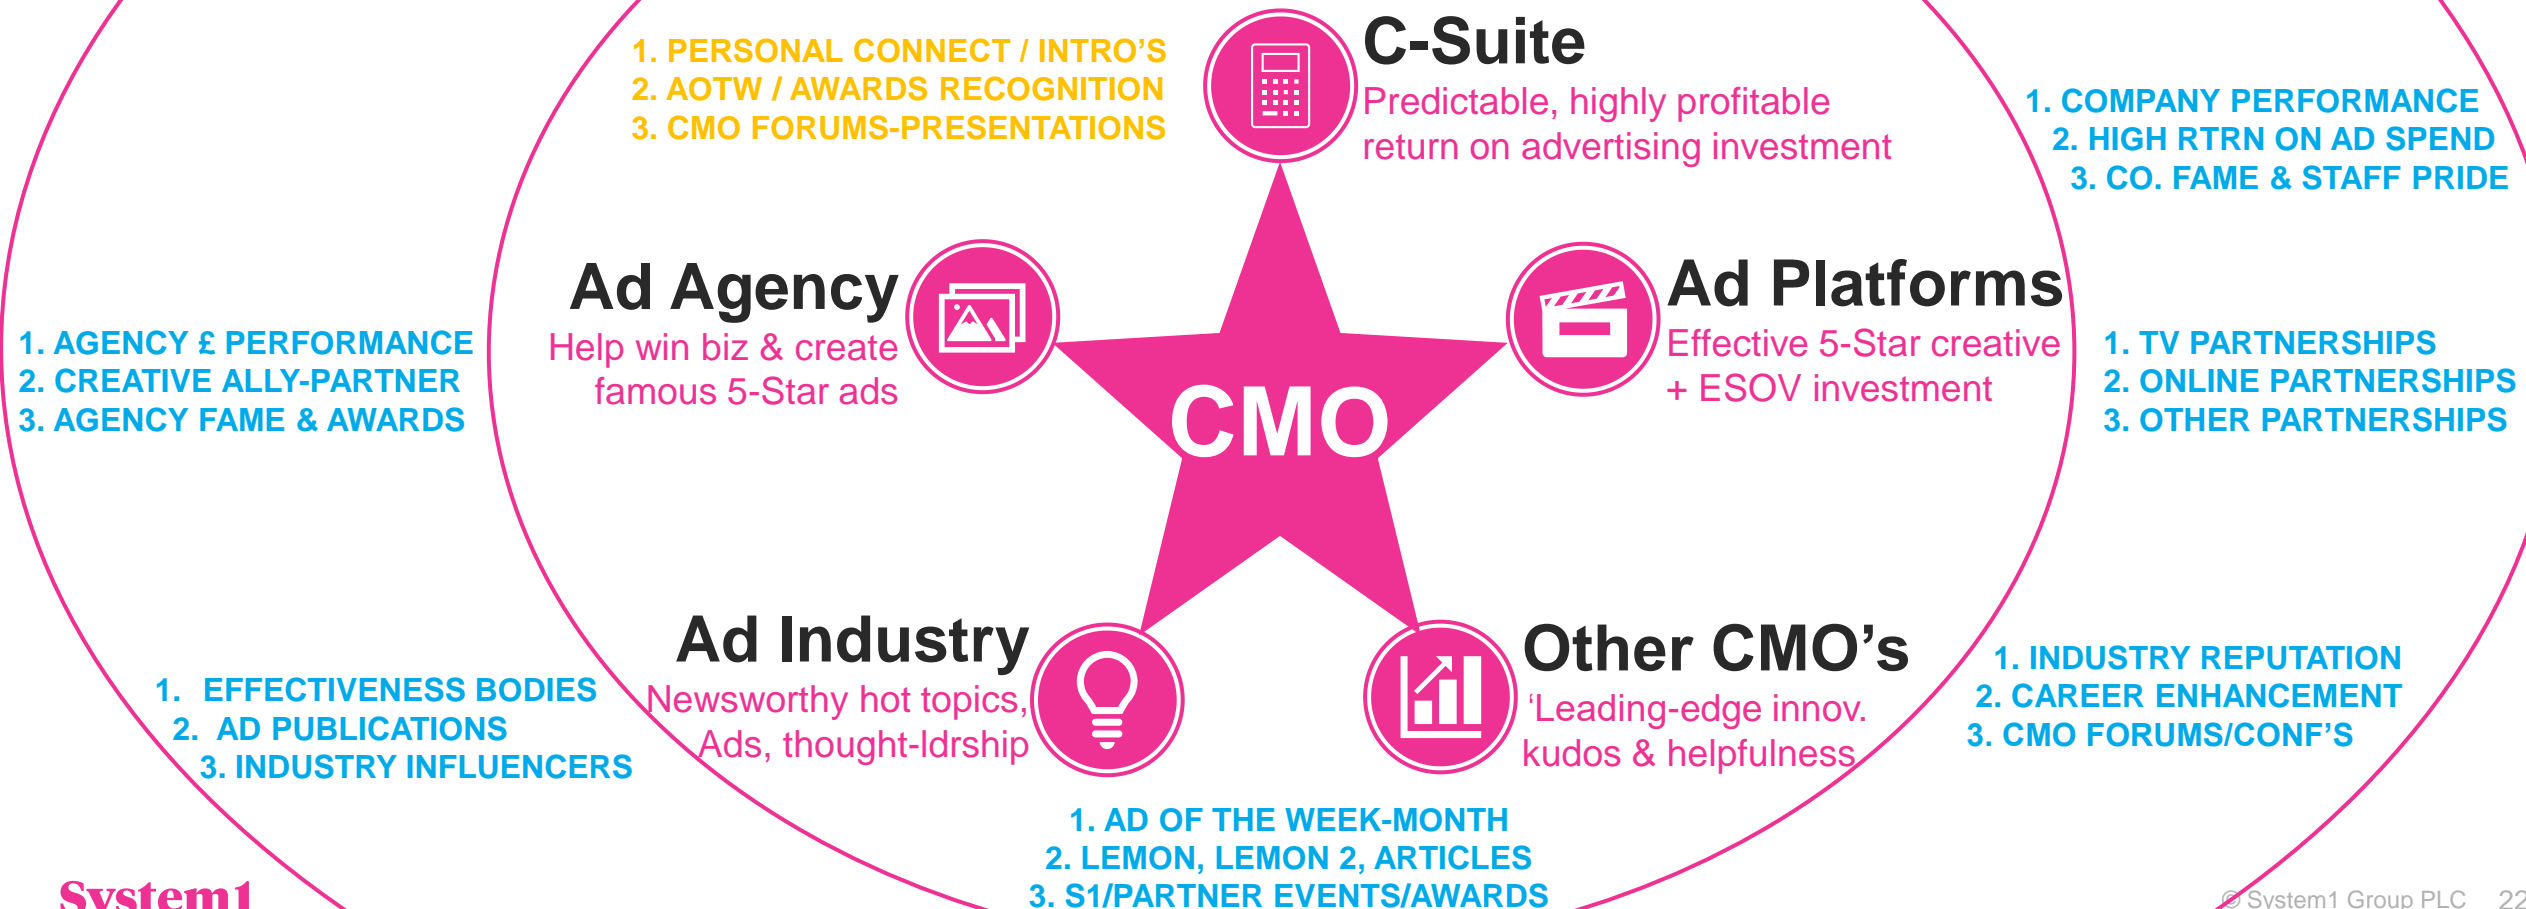 1. PERSONAL CONNECT / INTRO'S
2. AOTW / AWARDS RECOGNITION
3. CMO FORUMS-PRESENTATIONS
C-Suite
Predictable, highly profitable
return on advertising investment
1. COMPANY PERFORMANCE
2. HIGH RTRN ON AD SPEND
3. CO. FAME & STAFF PRIDE
Ad Agency
Help win biz & create
famous 5-Star ads
1. AGENCY £ PERFORMANCE
2. CREATIVE ALLY-PARTNER
3. AGENCY FAME & AWARDS
CMO
Ad Platforms
Effective 5-Star creative
+ ESOV investment
1. TV PARTNERSHIPS
2. ONLINE PARTNERSHIPS
3. OTHER PARTNERSHIPS
Ad Industry
Newsworthy hot topics,
Ads, thought-ldrship
1. EFFECTIVENESS BODIES
2. AD PUBLICATIONS
3. INDUSTRY INFLUENCERS
Other CMO's
'Leading-edge innov.
kudos & helpfulness
1. INDUSTRY REPUTATION
2. CAREER ENHANCEMENT
3. CMO FORUMS/CONF'S
1. AD OF THE WEEK-MONTH
2. LEMON, LEMON 2, ARTICLES
3. S1/PARTNER EVENTS/AWARDS
System1
© System1 Group PLC 22